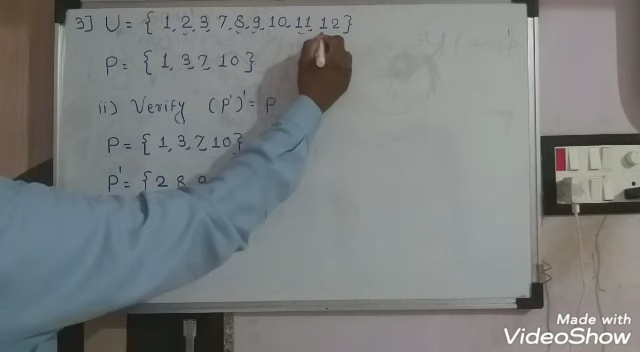 3] U = { 1, 2, 3, 7, 8, 9, 10, 11, 12}
P = { 1, 3, 7, 10 }
ii) Verify (P')' = P
P = { 1, 3, 7, 10}
P' = { 2 8 9
Made with
VideoShow